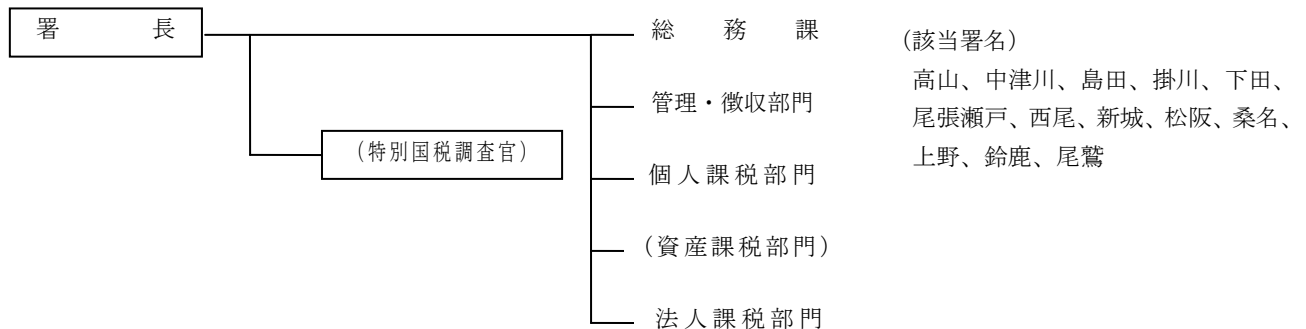 署長
総務課
(該当署名)
高山、中津川、島田、掛川、下田、
管理・徴収部門
尾張瀬戸、西尾、新城、松阪、桑名、
(特別国税調査官)
上野、鈴鹿、尾鷲
個人課税部門
(資産課税部門)
法人課税部門